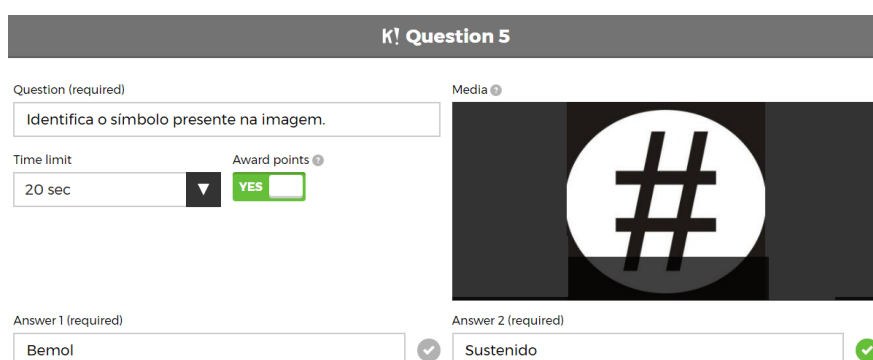 K! Question 5
Question (required)
Media ?
Identifica o símbolo presente na imagem.
Time limit
Award points ?
20 sec
YES
#
Answer 1 (required)
Answer 2 (required)
Bemol
Sustenido